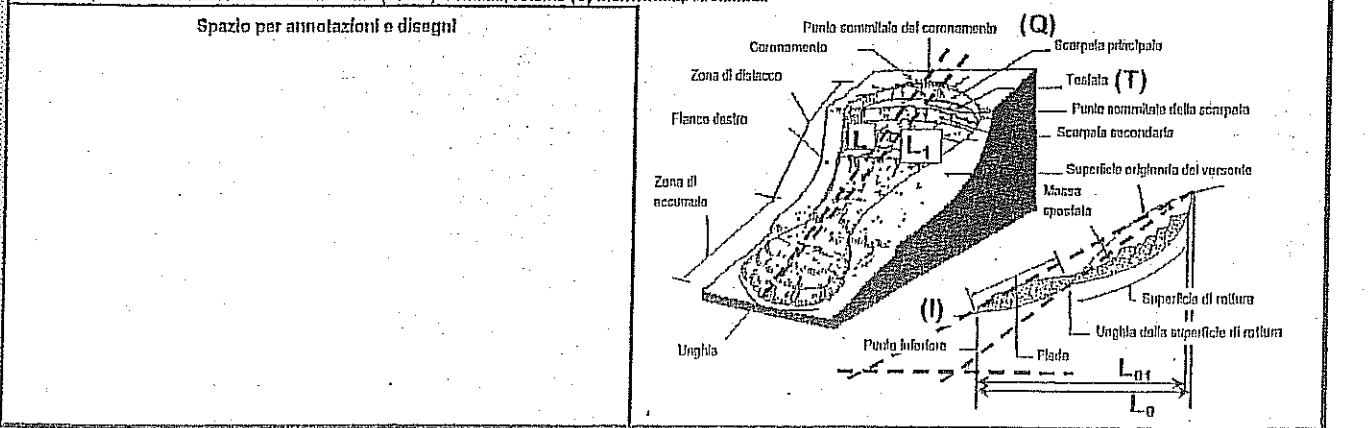 Spazio per annotazioni e disegni
Punto sommitale del coronamento (Q)
Coronamento
Scarpata principale
Zona di distacco
Testata (T)
Punto sommitale della scarpata
Fianco destro
Scarpata secondaria
L
L1
Superficie originaria del versante
Zona di
accumulo
Massa
spostata
(I)
Superficie di rottura
Unghia della superficie di rottura
Punto inferiore
Unghia
Piede
L01
L0